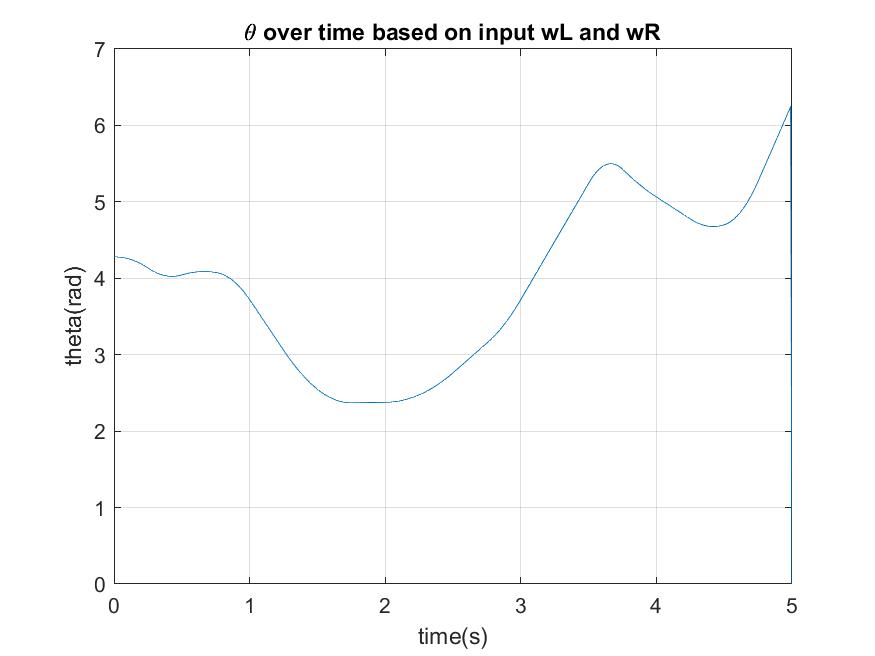 θ over time based on input wL and wR
7
6
5
4
3
2
1
0
theta(rad)
0 1 2 3 4 5
time(s)